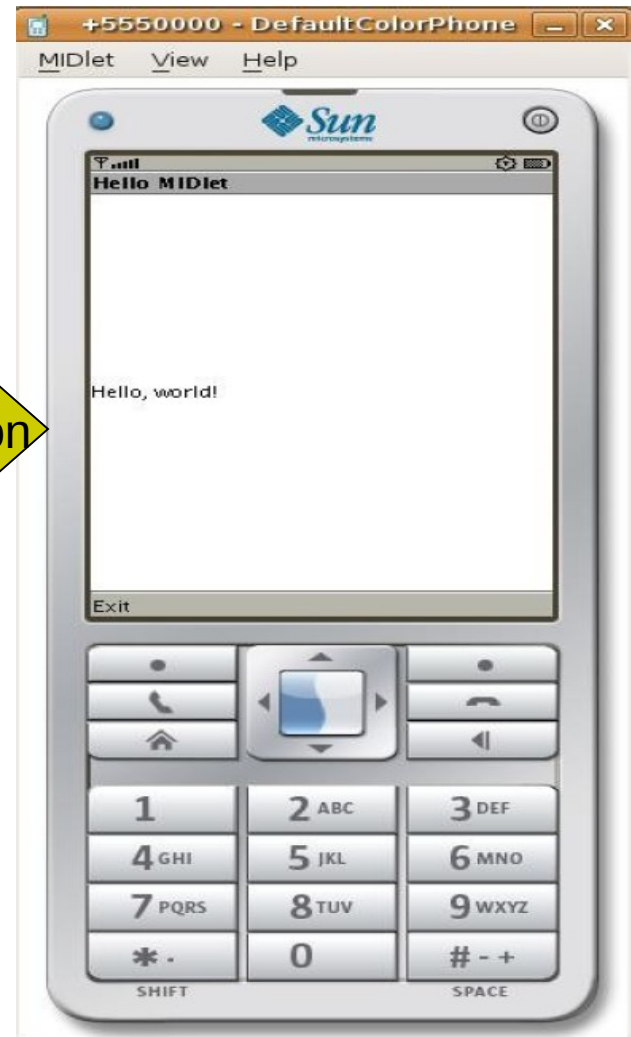 +5550000 - DefaultColorPhone
MIDlet View Help
Sun
microsystems
Hello MIDlet
Hello, world!
on
Exit
1 2 ABC 3 DEF
4 GHI 5 JKL 6 MNO
7 PQRS 8 TUV 9 WXYZ
* . 0 # - +
SHIFT SPACE